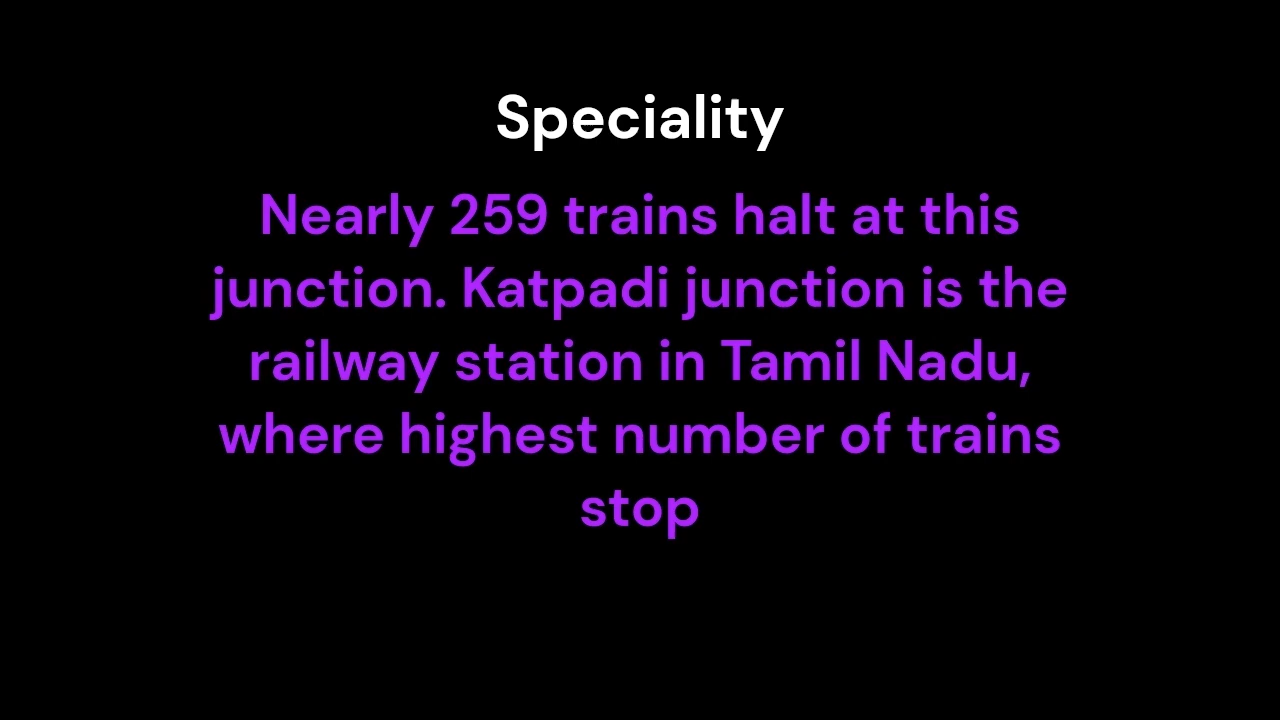 Speciality
Nearly 259 trains halt at this
junction. Katpadi junction is the
railway station in Tamil Nadu,
where highest number of trains
stop